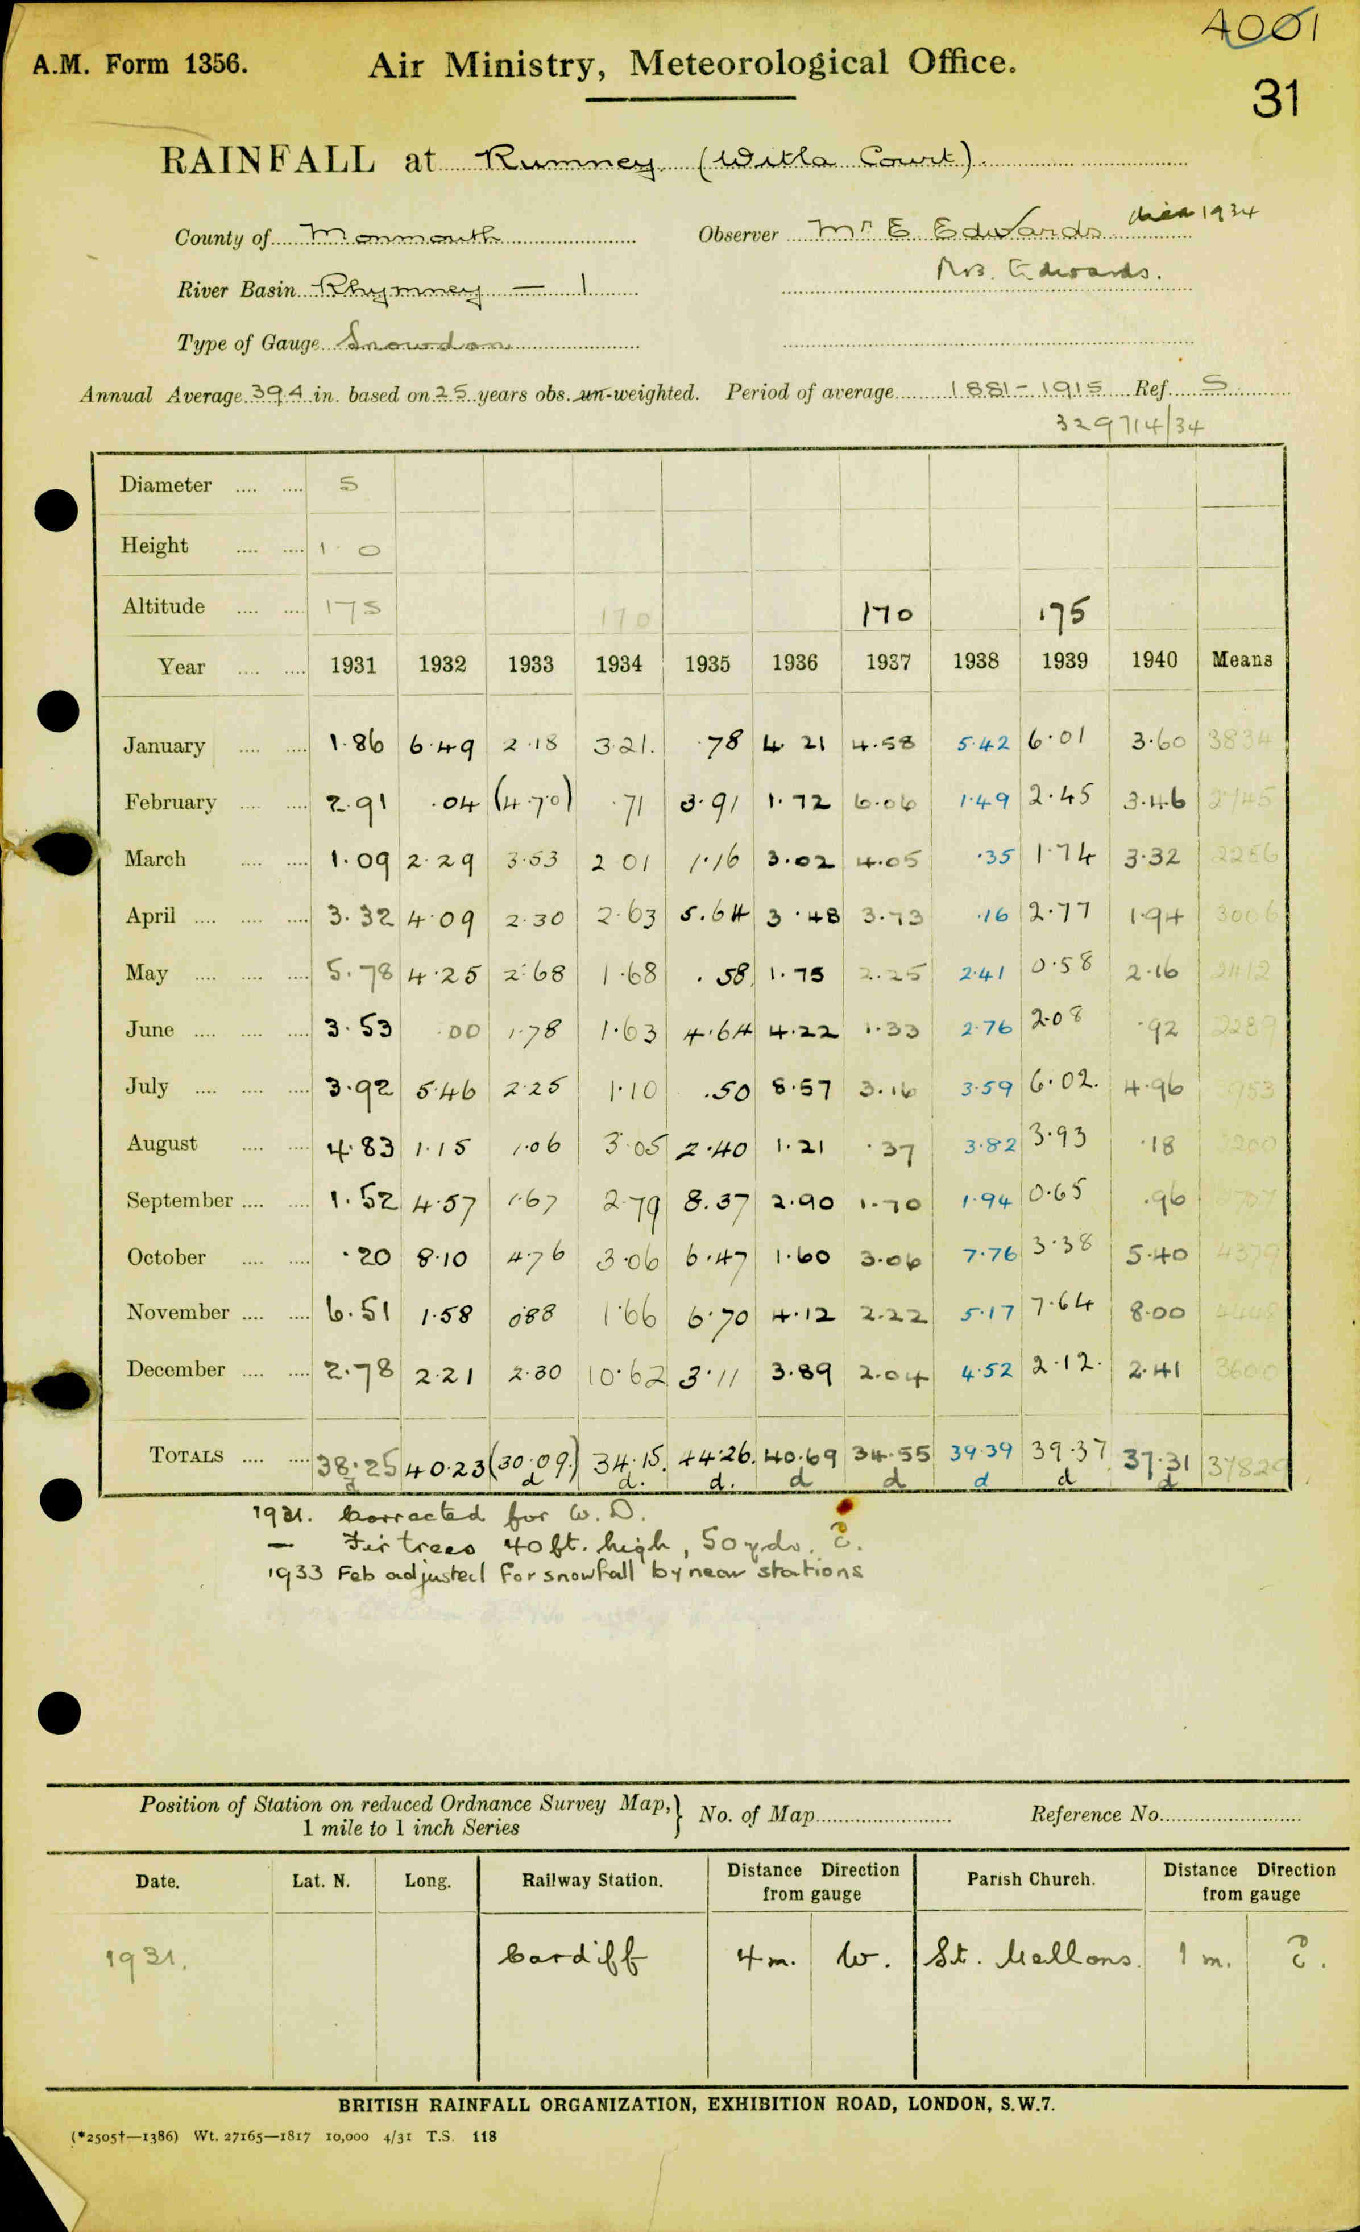 4001
A.M. Form 1356. Air Ministry, Meteorological Office.
31
RAINFALL at Rumney (Witla Court).
County of Monmouth Observer Mr E Edwards died 1934
River Basin Rhymney — 1 Mrs. Edwards.
Type of Gauge Snowdon
Annual Average 39.4 in. based on 25 years obs. un-weighted. Period of average 1881-1915 Ref. S
329714/34
Diameter 5
Height 1 0
Altitude 175 170 170 175
Year 1931 1932 1933 1934 1935 1936 1937 1938 1939 1940 Means
January 1.86 6.49 2.18 3.21. .78 4.21 4.58 5.42 6.01 3.60 3834
February 2.91 .04 (4.70) .71 3.91 1.72 6.06 1.49 2.45 3.46 2745
March 1.09 2.29 3.53 2 01 1.16 3.02 4.05 .35 1.74 3.32 2256
April 3.32 4.09 2.30 2.63 5.64 3.48 3.73 .16 2.77 1.94 3006
May 5.78 4.25 2.68 1.68 .58 1.75 2.25 2.41 0.58 2.16 2412
June 3.53 .00 1.78 1.63 4.64 4.22 1.33 2.76 2.08 .92 2289
July 3.92 5.46 2.25 1.10 .50 8.57 3.16 3.59 6.02. 4.96
August 4.83 1.15 1.06 3.05 2.40 1.21 .37 3.82 3.93 .18
September 1.52 4.57 1.67 2.79 8.37 2.90 1.70 1.94 0.65 .96
October .20 8.10 4.76 3.06 6.47 1.60 3.06 7.76 3.38 5.40 4379
November 6.51 1.58 0.88 1.66 6.70 4.12 2.22 5.17 7.64 8.00 4448
December 2.78 2.21 2.30 10.62 3.11 3.89 2.04 4.52 2.12. 2.41 3600
TOTALS 38.25 40.23 (30.09.) 34.15. 44.26. 40.69 34.55 39.39 39.37 37.31 37829
d d d. d. d d d d d
1931. Corrected for W.D.
— Fir trees 40 ft. high, 50 yds. E.
1933 Feb adjusted for snowfall by near stations
Position of Station on reduced Ordnance Survey Map, 1 mile to 1 inch Series } No. of Map Reference No.
Date. Lat. N. Long. Railway Station. Distance Direction from gauge Parish Church. Distance Direction from gauge
1931. Cardiff 4 m. W. St. Mellons. 1 m. E.
BRITISH RAINFALL ORGANIZATION, EXHIBITION ROAD, LONDON, S.W.7.
(*2505†—1386) Wt. 27165—1817 10,000 4/31 T.S. 118